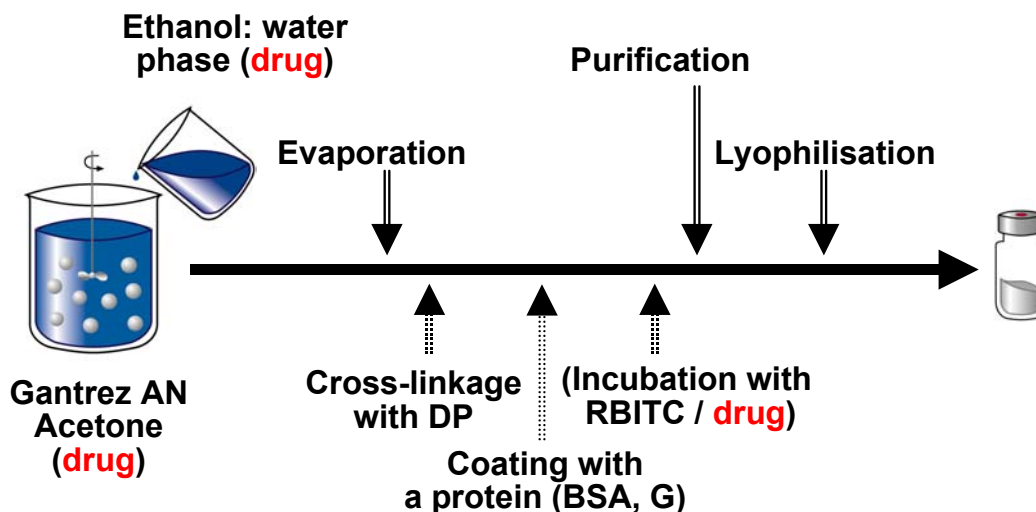 Ethanol: water
phase (drug)
Purification
Evaporation
Lyophilisation
Gantrez AN
Acetone
(drug)
Cross-linkage
with DP
(Incubation with
RBITC / drug)
Coating with
a protein (BSA, G)